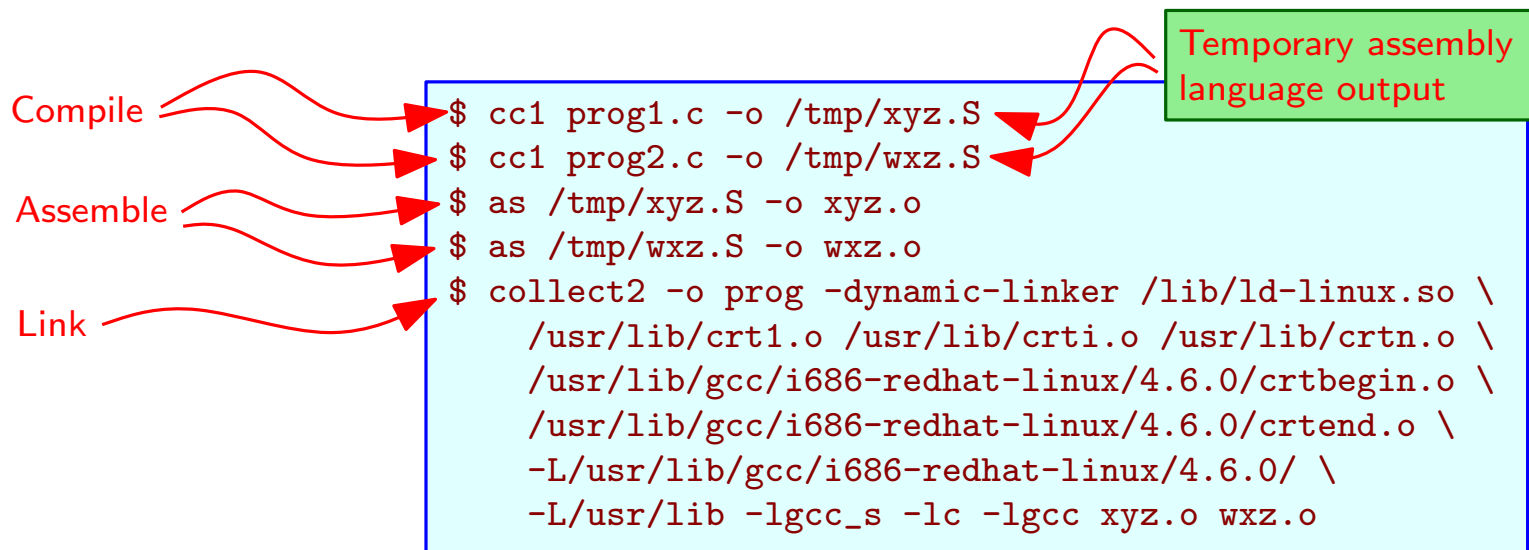 Temporary assembly
language output
Compile
$ cc1 prog1.c -o /tmp/xyz.S
$ cc1 prog2.c -o /tmp/wxz.S
Assemble
$ as /tmp/xyz.S -o xyz.o
$ as /tmp/wxz.S -o wxz.o
Link
$ collect2 -o prog -dynamic-linker /lib/ld-linux.so \
/usr/lib/crt1.o /usr/lib/crti.o /usr/lib/crtn.o \
/usr/lib/gcc/i686-redhat-linux/4.6.0/crtbegin.o \
/usr/lib/gcc/i686-redhat-linux/4.6.0/crtend.o \
-L/usr/lib/gcc/i686-redhat-linux/4.6.0/ \
-L/usr/lib -lgcc_s -lc -lgcc xyz.o wxz.o